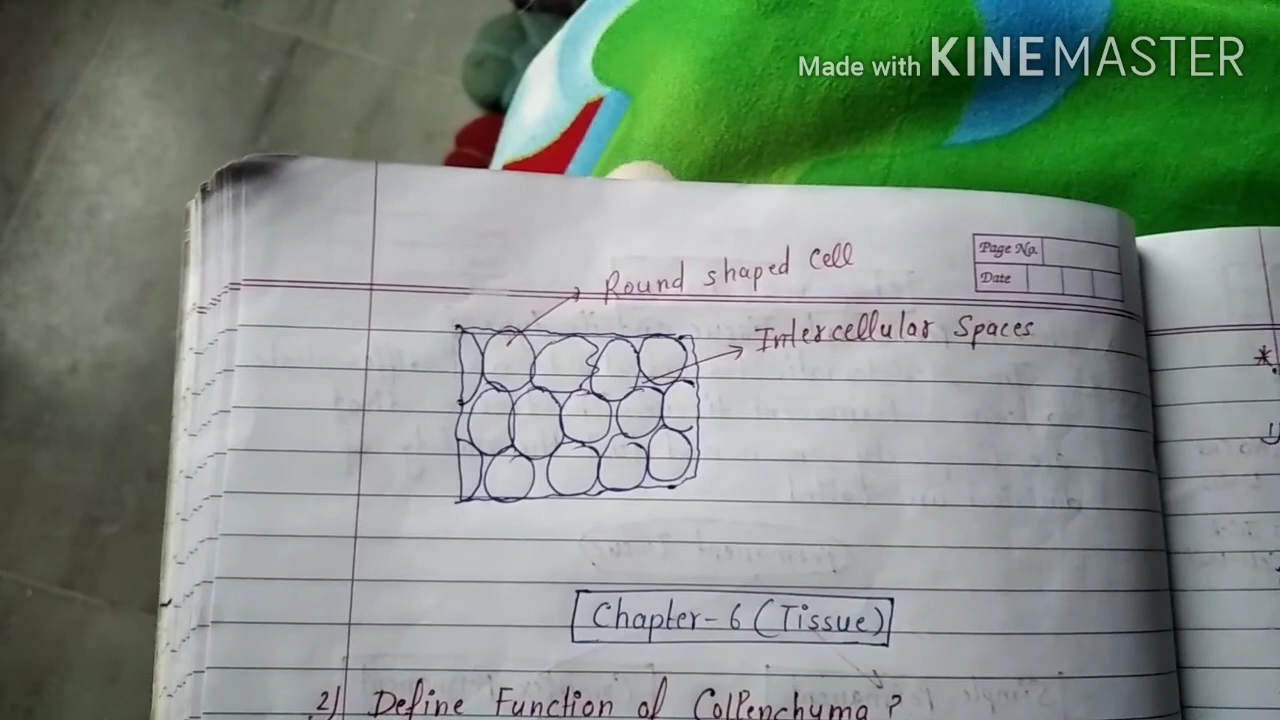 Made with KINEMASTER
Page No.
Date
Round shaped cell
Intercellular Spaces
Chapter-6 (Tissue)
2) Define Function of Collenchyma ?